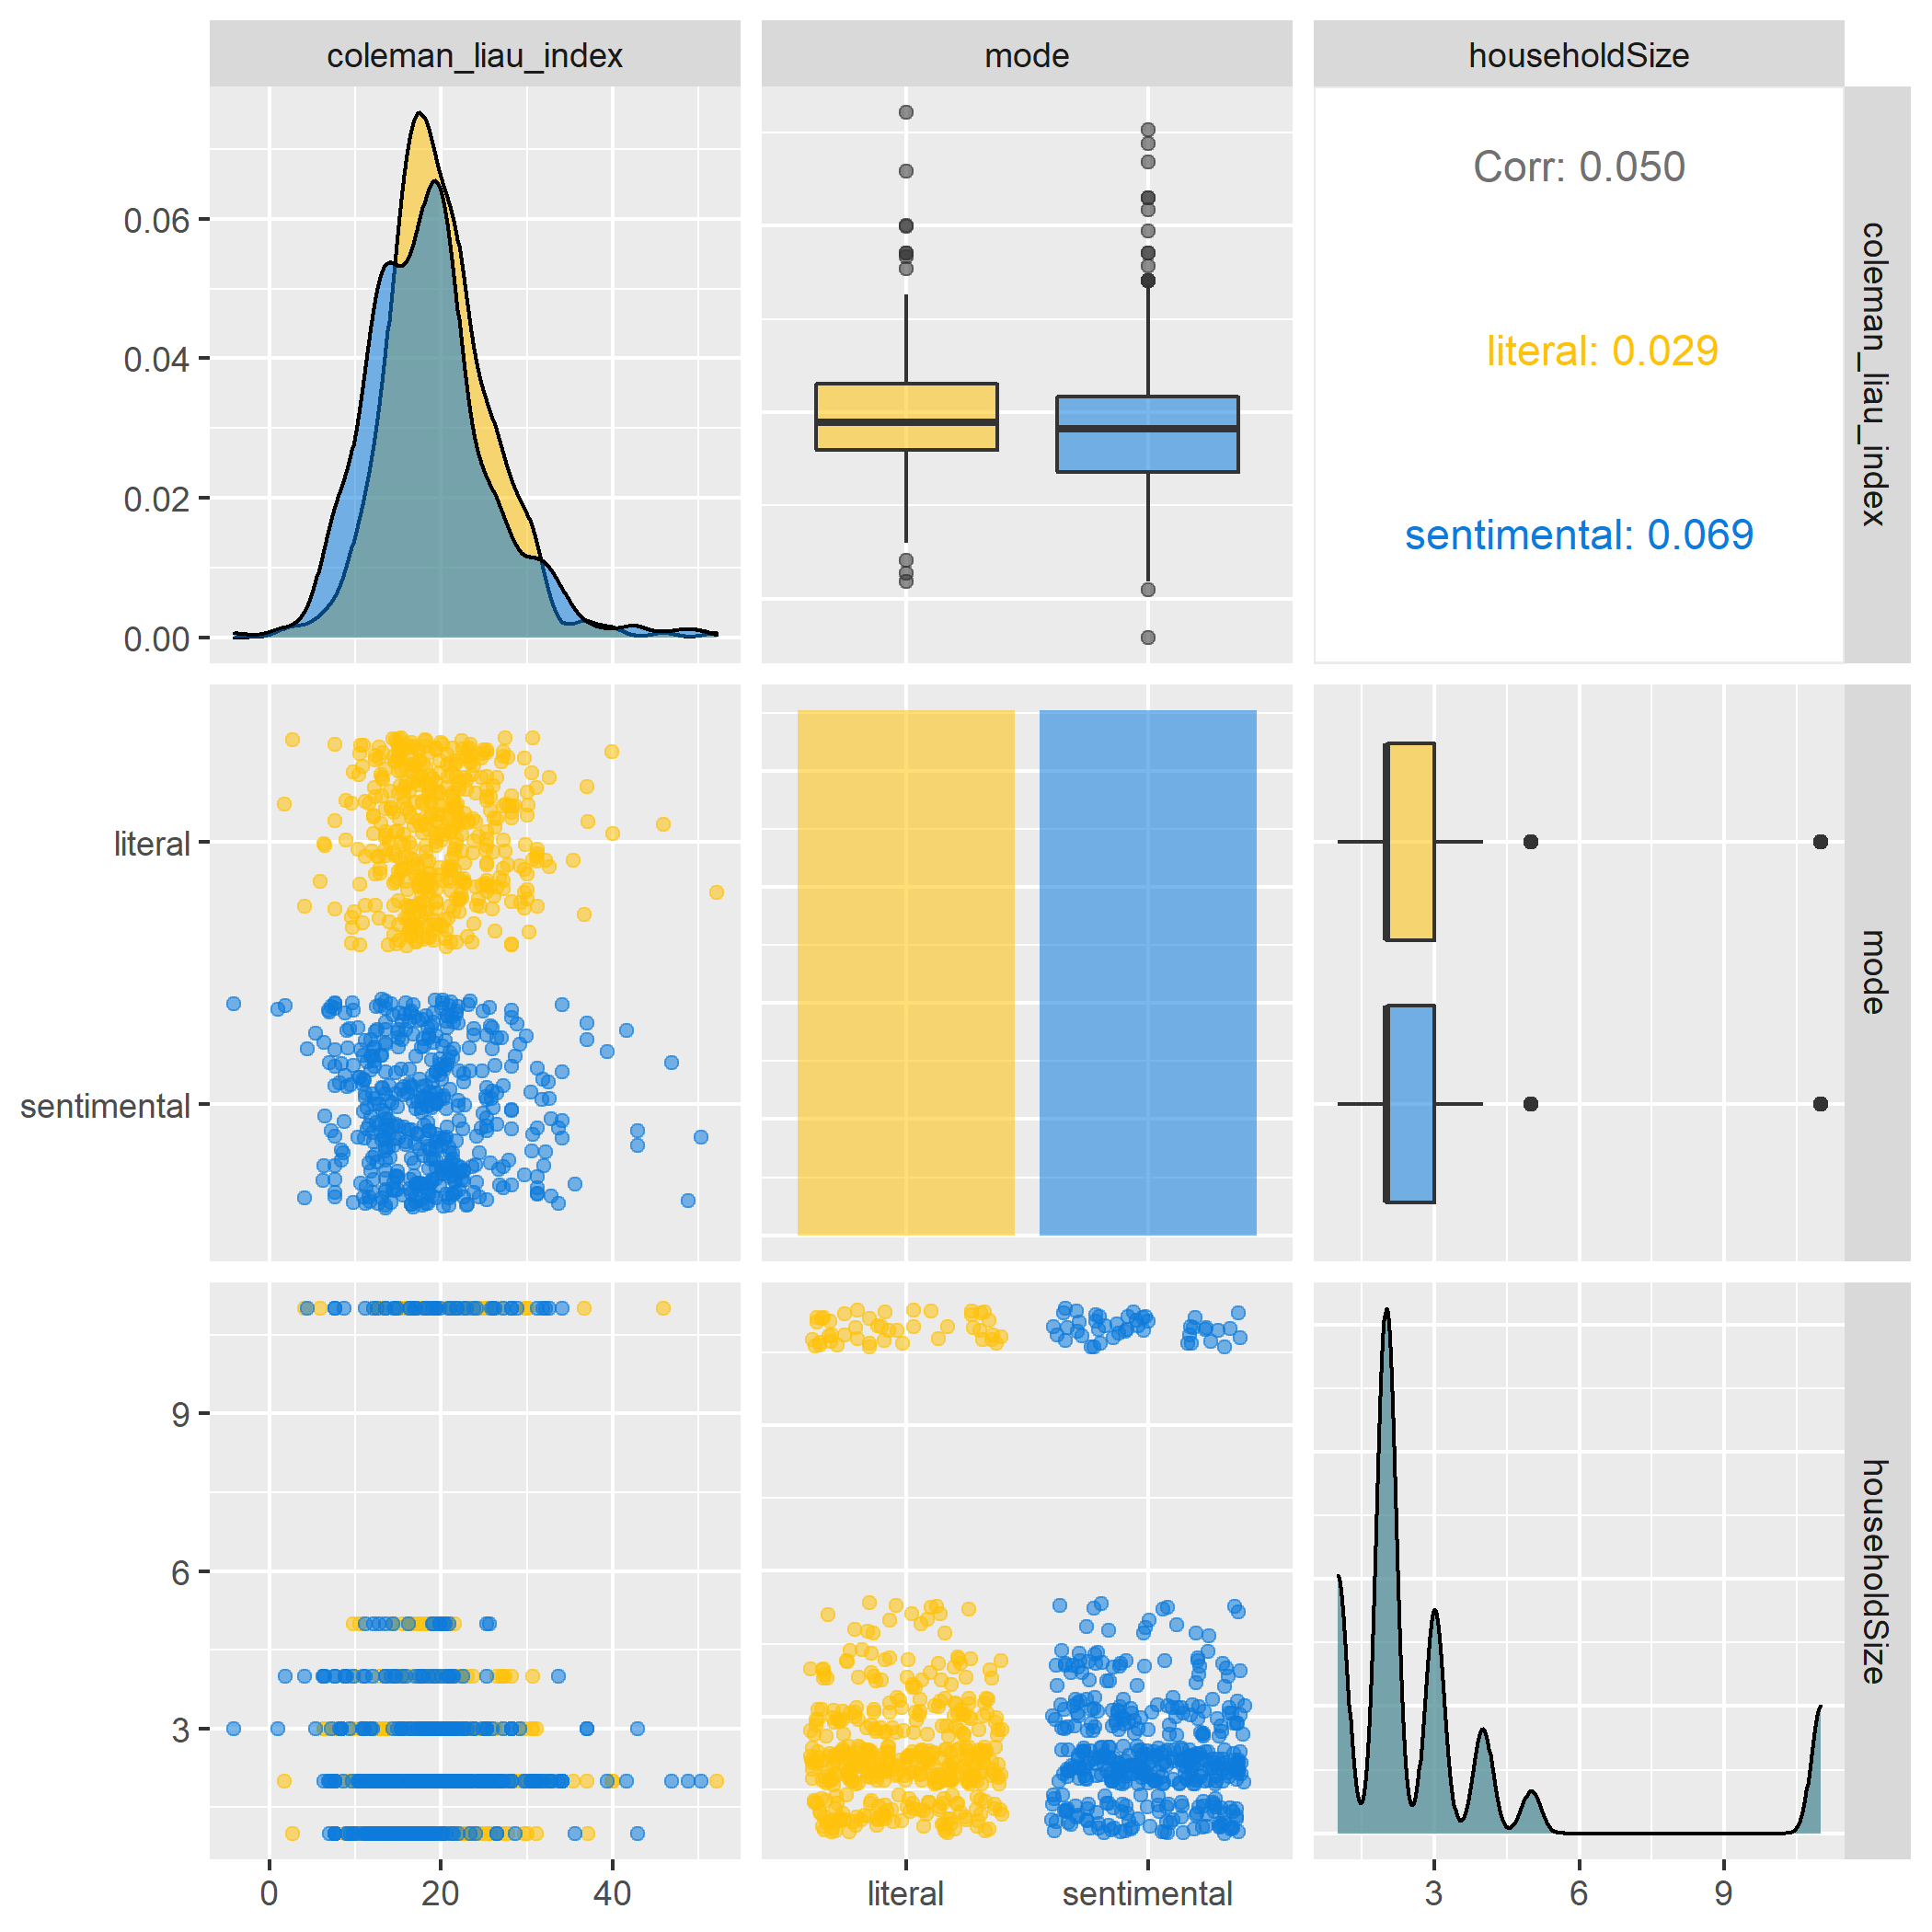 coleman_liau_index
mode
householdSize
0.06
0.04
0.02
0.00
Corr: 0.050
literal: 0.029
sentimental: 0.069
coleman_liau_index
literal
sentimental
mode
9
6
3
householdSize
0
20
40
literal
sentimental
3
6
9